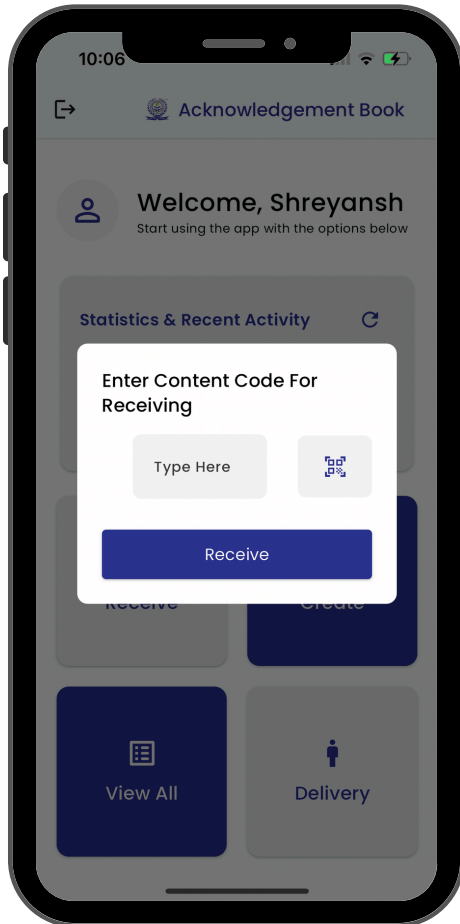 10:06
Acknowledgement Book
Welcome, Shreyansh
Start using the app with the options below
Statistics & Recent Activity
Enter Content Code For
Receiving
Type Here
Receive
Receive
Create
View All
Delivery